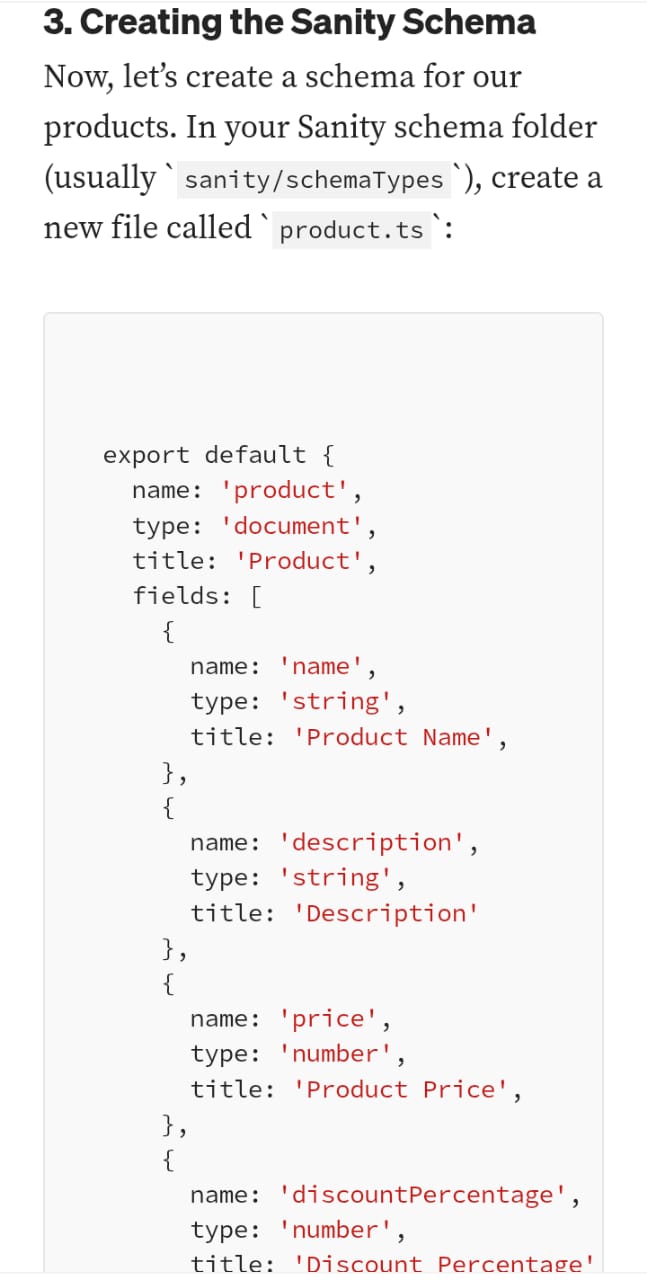 3. Creating the Sanity Schema
Now, let’s create a schema for our
products. In your Sanity schema folder
(usually `sanity/schemaTypes`), create a
new file called `product.ts`:
export default {
  name: 'product',
  type: 'document',
  title: 'Product',
  fields: [
    {
      name: 'name',
      type: 'string',
      title: 'Product Name',
    },
    {
      name: 'description',
      type: 'string',
      title: 'Description'
    },
    {
      name: 'price',
      type: 'number',
      title: 'Product Price',
    },
    {
      name: 'discountPercentage',
      type: 'number',
      title: 'Discount Percentage'